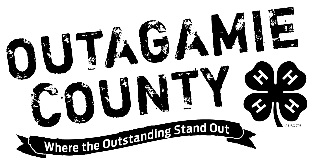 OUTAGAMIE
COUNTY
H H
H H
Where the Outstanding Stand Out